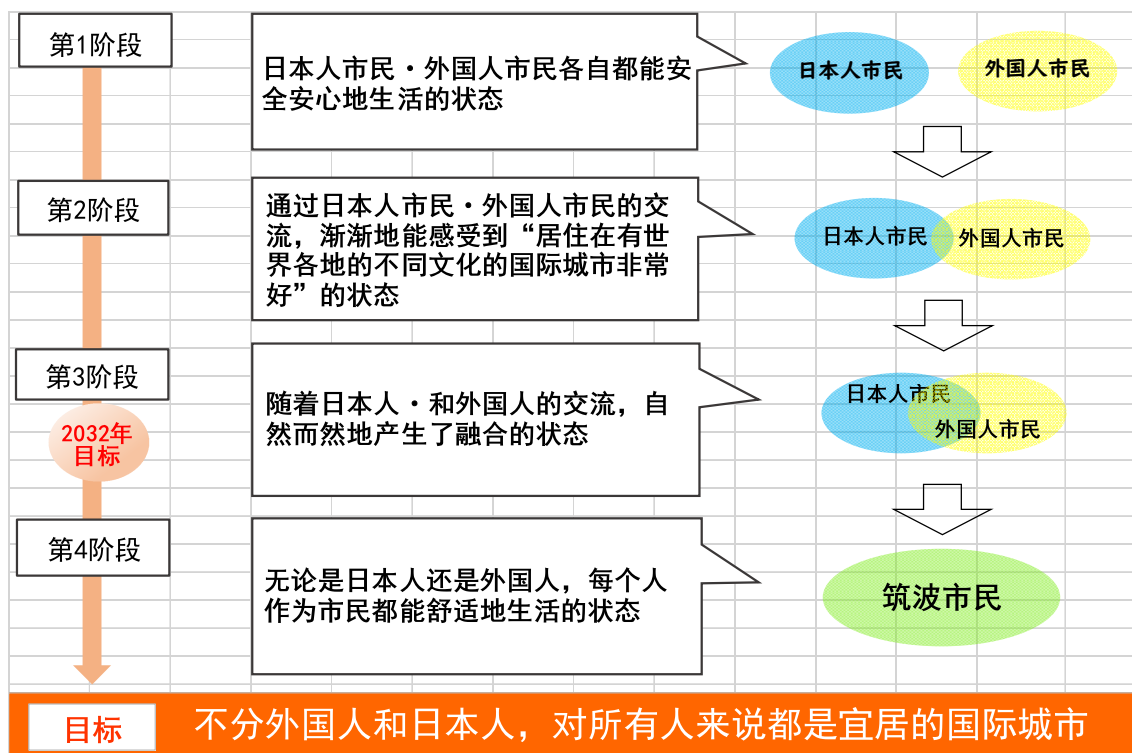 第1阶段
日本人市民・外国人市民各自都能安
全安心地生活的状态
日本人市民
外国人市民
第2阶段
通过日本人市民・外国人市民的交
流，渐渐地能感受到“居住在有世
界各地的不同文化的国际城市非常
好”的状态
日本人市民
外国人市民
第3阶段
2032年
目标
随着日本人・和外国人的交流，自
然而然地产生了融合的状态
日本人市民
外国人市民
第4阶段
无论是日本人还是外国人，每个人
作为市民都能舒适地生活的状态
筑波市民
目标
不分外国人和日本人，对所有人来说都是宜居的国际城市